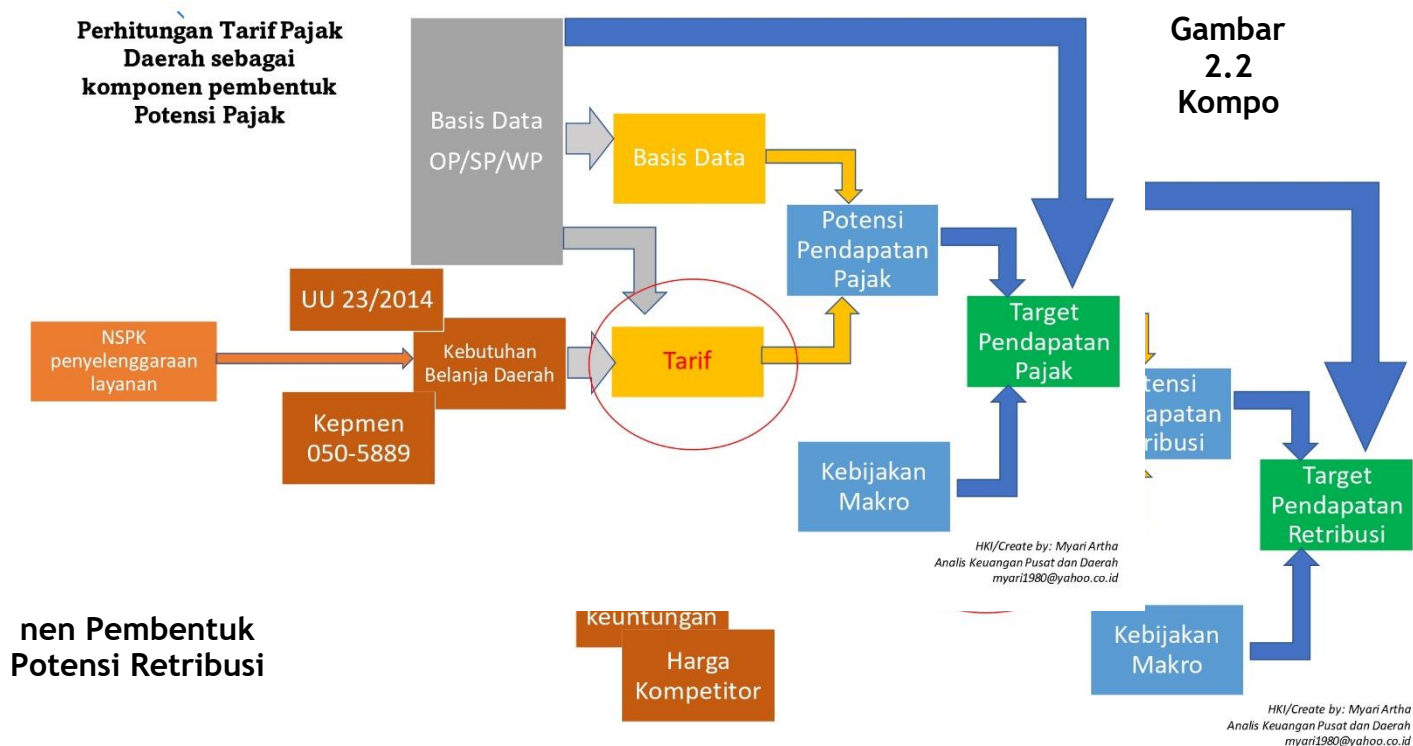 Perhitungan Tarif Pajak
Daerah sebagai
komponen pembentuk
Potensi Pajak
Gambar
2.2
Kompo
Basis Data
OP/SP/WP
Basis Data
Potensi
Pendapatan
Pajak
UU 23/2014
NSPK
penyelenggaraan
layanan
Kebutuhan
Belanja Daerah
Tarif
Target
Pendapatan
Pajak
Kepmen
050-5889
Kebijakan
Makro
HKI/Create by: Myari Artha
Analis Keuangan Pusat dan Daerah
myari1980@yahoo.co.id
tensi
apatan
ribusi
Target
Pendapatan
Retribusi
nen Pembentuk
Potensi Retribusi
keuntungan
Harga
Kompetitor
Kebijakan
Makro
HKI/Create by: Myari Artha
Analis Keuangan Pusat dan Daerah
myari1980@yahoo.co.id